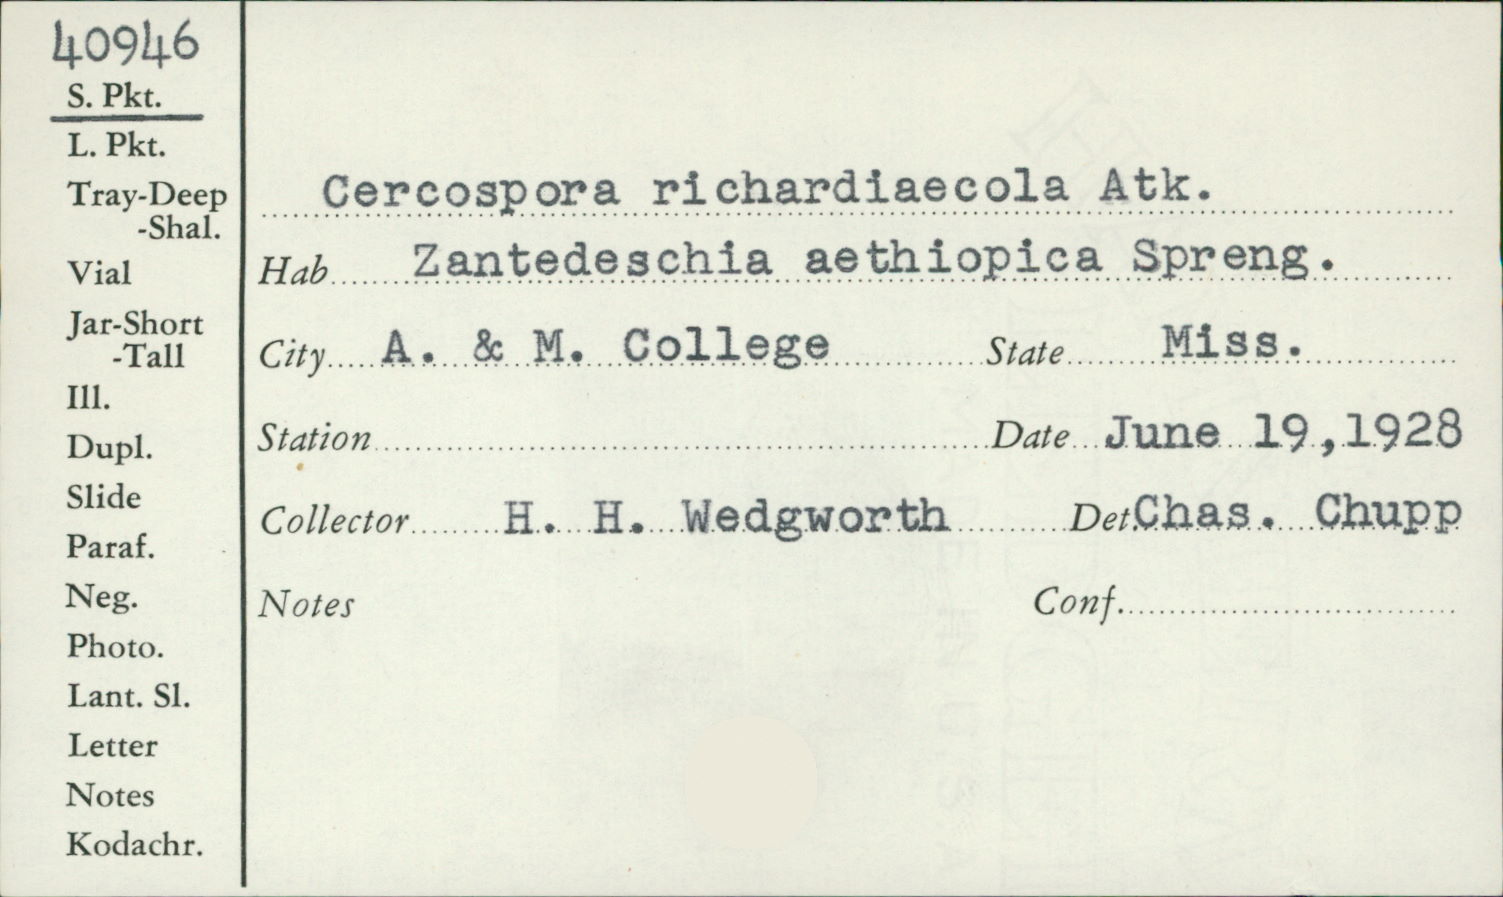 40946
S. Pkt.
L. Pkt.
Tray-Deep
-Shal.
Vial
Jar-Short
-Tall
Ill.
Dupl.
Slide
Paraf.
Neg.
Photo.
Lant. Sl.
Letter
Notes
Kodachr.
Cercospora richardiaecola Atk.
Hab Zantedeschia aethiopica Spreng.
City A. & M. College State Miss.
Station Date June 19,1928
Collector H. H. Wedgworth Det. Chas. Chupp
Notes Conf.